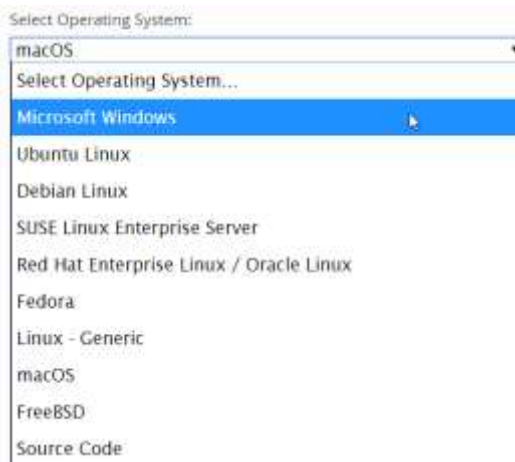 Select Operating System:
macOS
Select Operating System...
Microsoft Windows
Ubuntu Linux
Debian Linux
SUSE Linux Enterprise Server
Red Hat Enterprise Linux / Oracle Linux
Fedora
Linux - Generic
macOS
FreeBSD
Source Code